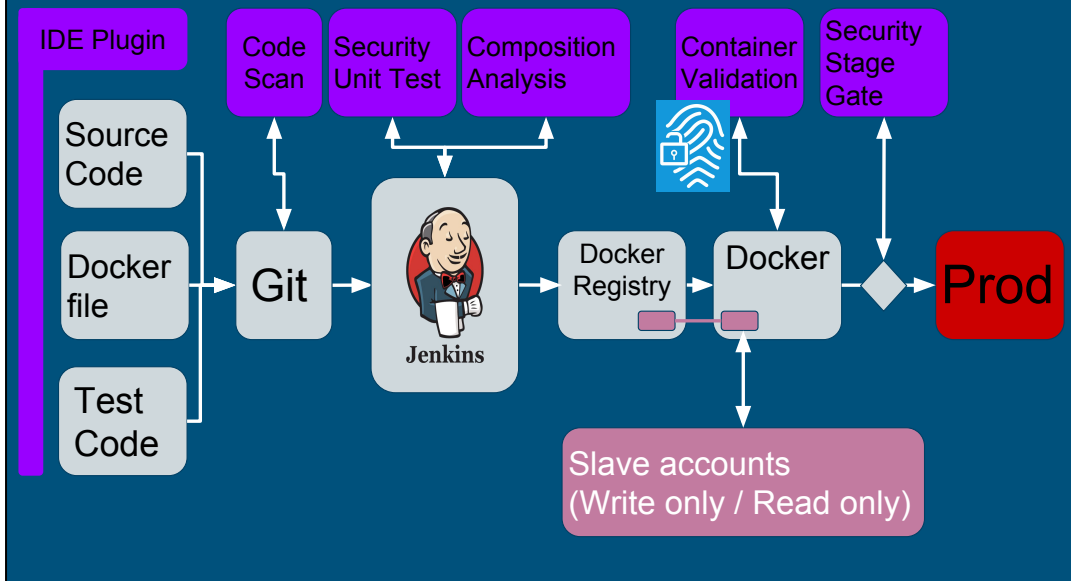 IDE Plugin
Code
Scan
Security
Unit Test
Composition
Analysis
Container
Validation
Security
Stage
Gate
Source
Code
Docker
file
Test
Code
Git
Jenkins
Docker
Registry
Docker
Prod
Slave accounts
(Write only / Read only)